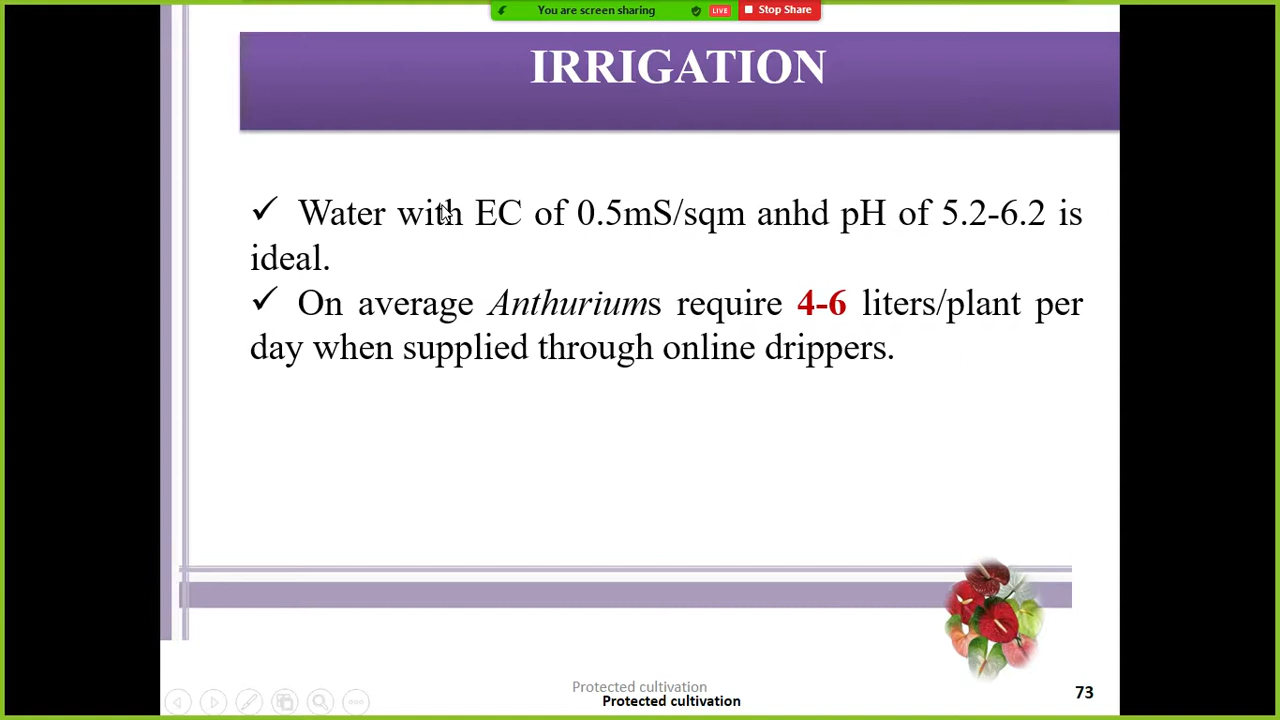 You are screen sharing LIVE Stop Share
IRRIGATION
✓ Water with EC of 0.5mS/sqm anhd pH of 5.2-6.2 is
ideal.
✓ On average Anthuriums require 4-6 liters/plant per
day when supplied through online drippers.
Protected cultivation
Protected cultivation
73